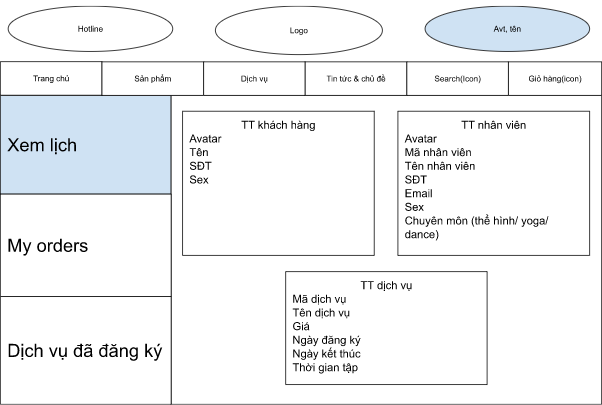 Hotline
Logo
Avt, tên
Trang chủ
Sản phẩm
Dịch vụ
Tin tức & chủ đề
Search(Icon)
Giỏ hàng(icon)
Xem lịch
My orders
Dịch vụ đã đăng ký
TT khách hàng
Avatar
Tên
SĐT
Sex
TT nhân viên
Avatar
Mã nhân viên
Tên nhân viên
SĐT
Email
Sex
Chuyên môn (thể hình/ yoga/
dance)
TT dịch vụ
Mã dịch vụ
Tên dịch vụ
Giá
Ngày đăng ký
Ngày kết thúc
Thời gian tập